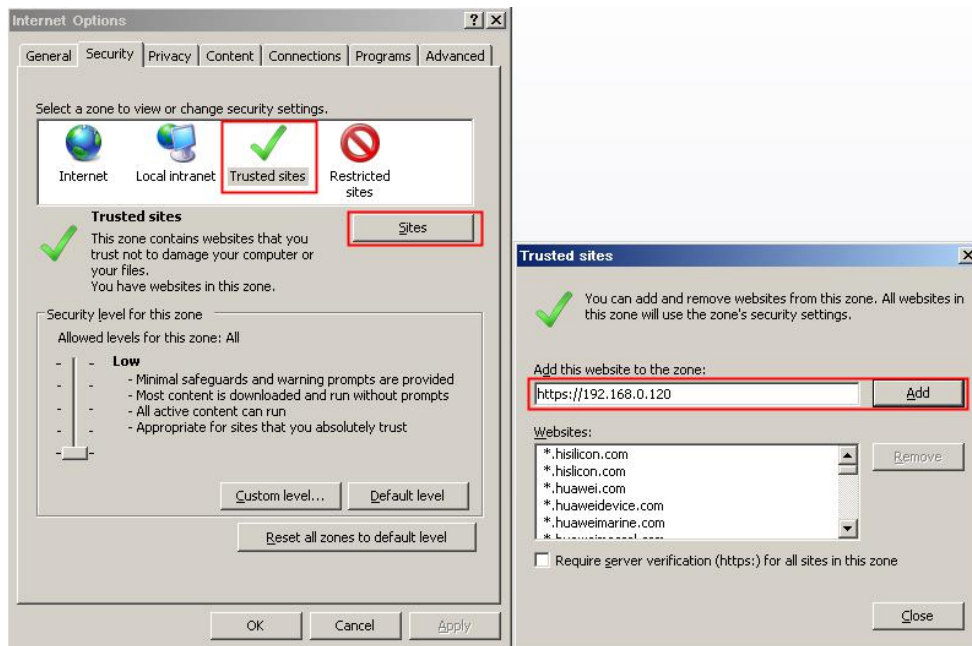 Internet Options
General Security Privacy Content Connections Programs Advanced
Select a zone to view or change security settings.
Internet Local intranet Trusted sites Restricted sites
Trusted sites
Sites
This zone contains websites that you
trust not to damage your computer or
your files.
You have websites in this zone.
Security level for this zone
Allowed levels for this zone: All
Low
- Minimal safeguards and warning prompts are provided
- Most content is downloaded and run without prompts
- All active content can run
- Appropriate for sites that you absolutely trust
Custom level... Default level
Reset all zones to default level
OK Cancel Apply
Trusted sites
You can add and remove websites from this zone. All websites in
this zone will use the zone's security settings.
Add this website to the zone:
https://192.168.0.120 Add
Websites:
*.hisilicon.com
*.hislicon.com
*.huawei.com
*.huaweidevice.com
*.huaweimarine.com
Remove
Require server verification (https:) for all sites in this zone
Close